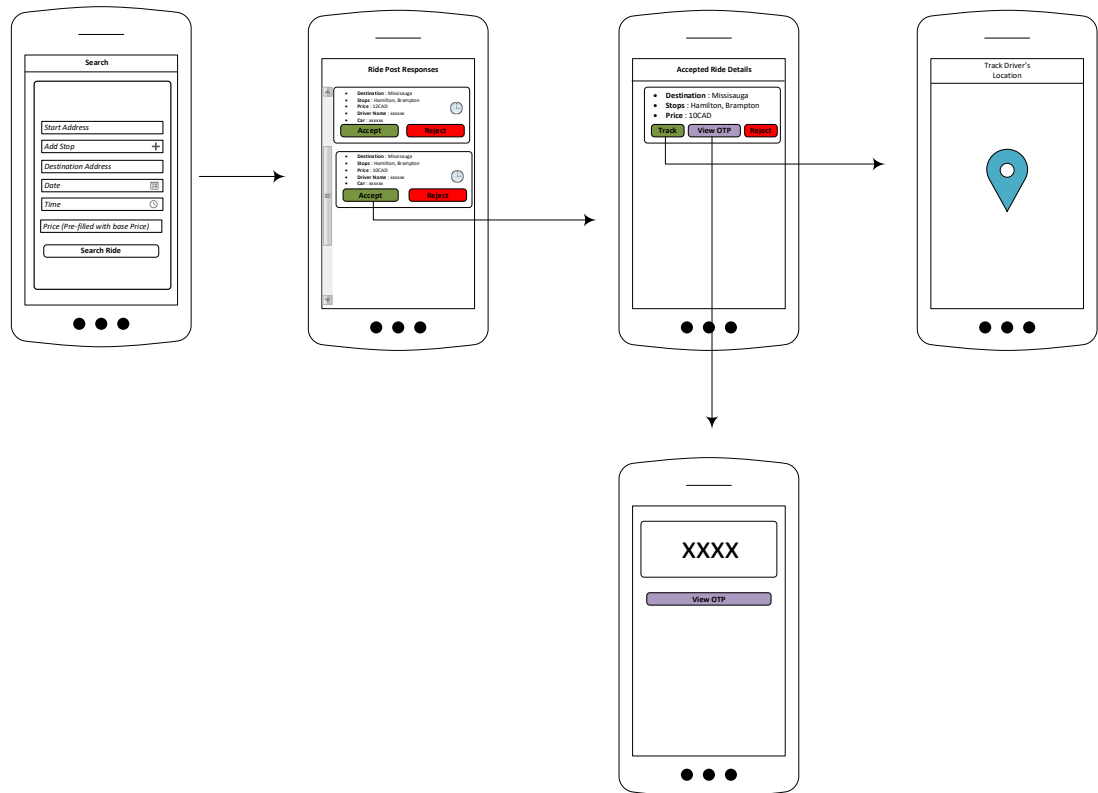 Search
Start Address
Add Stop
Destination Address
Date
Time
Price (Pre-filled with base Price)
Search Ride
Ride Post Responses
• Destination : Missisauga
• Stops : Hamilton, Brampton
• Price : 12CAD
• Driver Name : xxxxxx
• Car : xxxxxx
Accept Reject
• Destination : Missisauga
• Stops : Hamilton, Brampton
• Price : 10CAD
• Driver Name : xxxxxx
• Car : xxxxxx
Accept Reject
Accepted Ride Details
• Destination : Missisauga
• Stops : Hamilton, Brampton
• Price : 10CAD
Track View OTP Reject
Track Driver's
Location
XXXX
View OTP